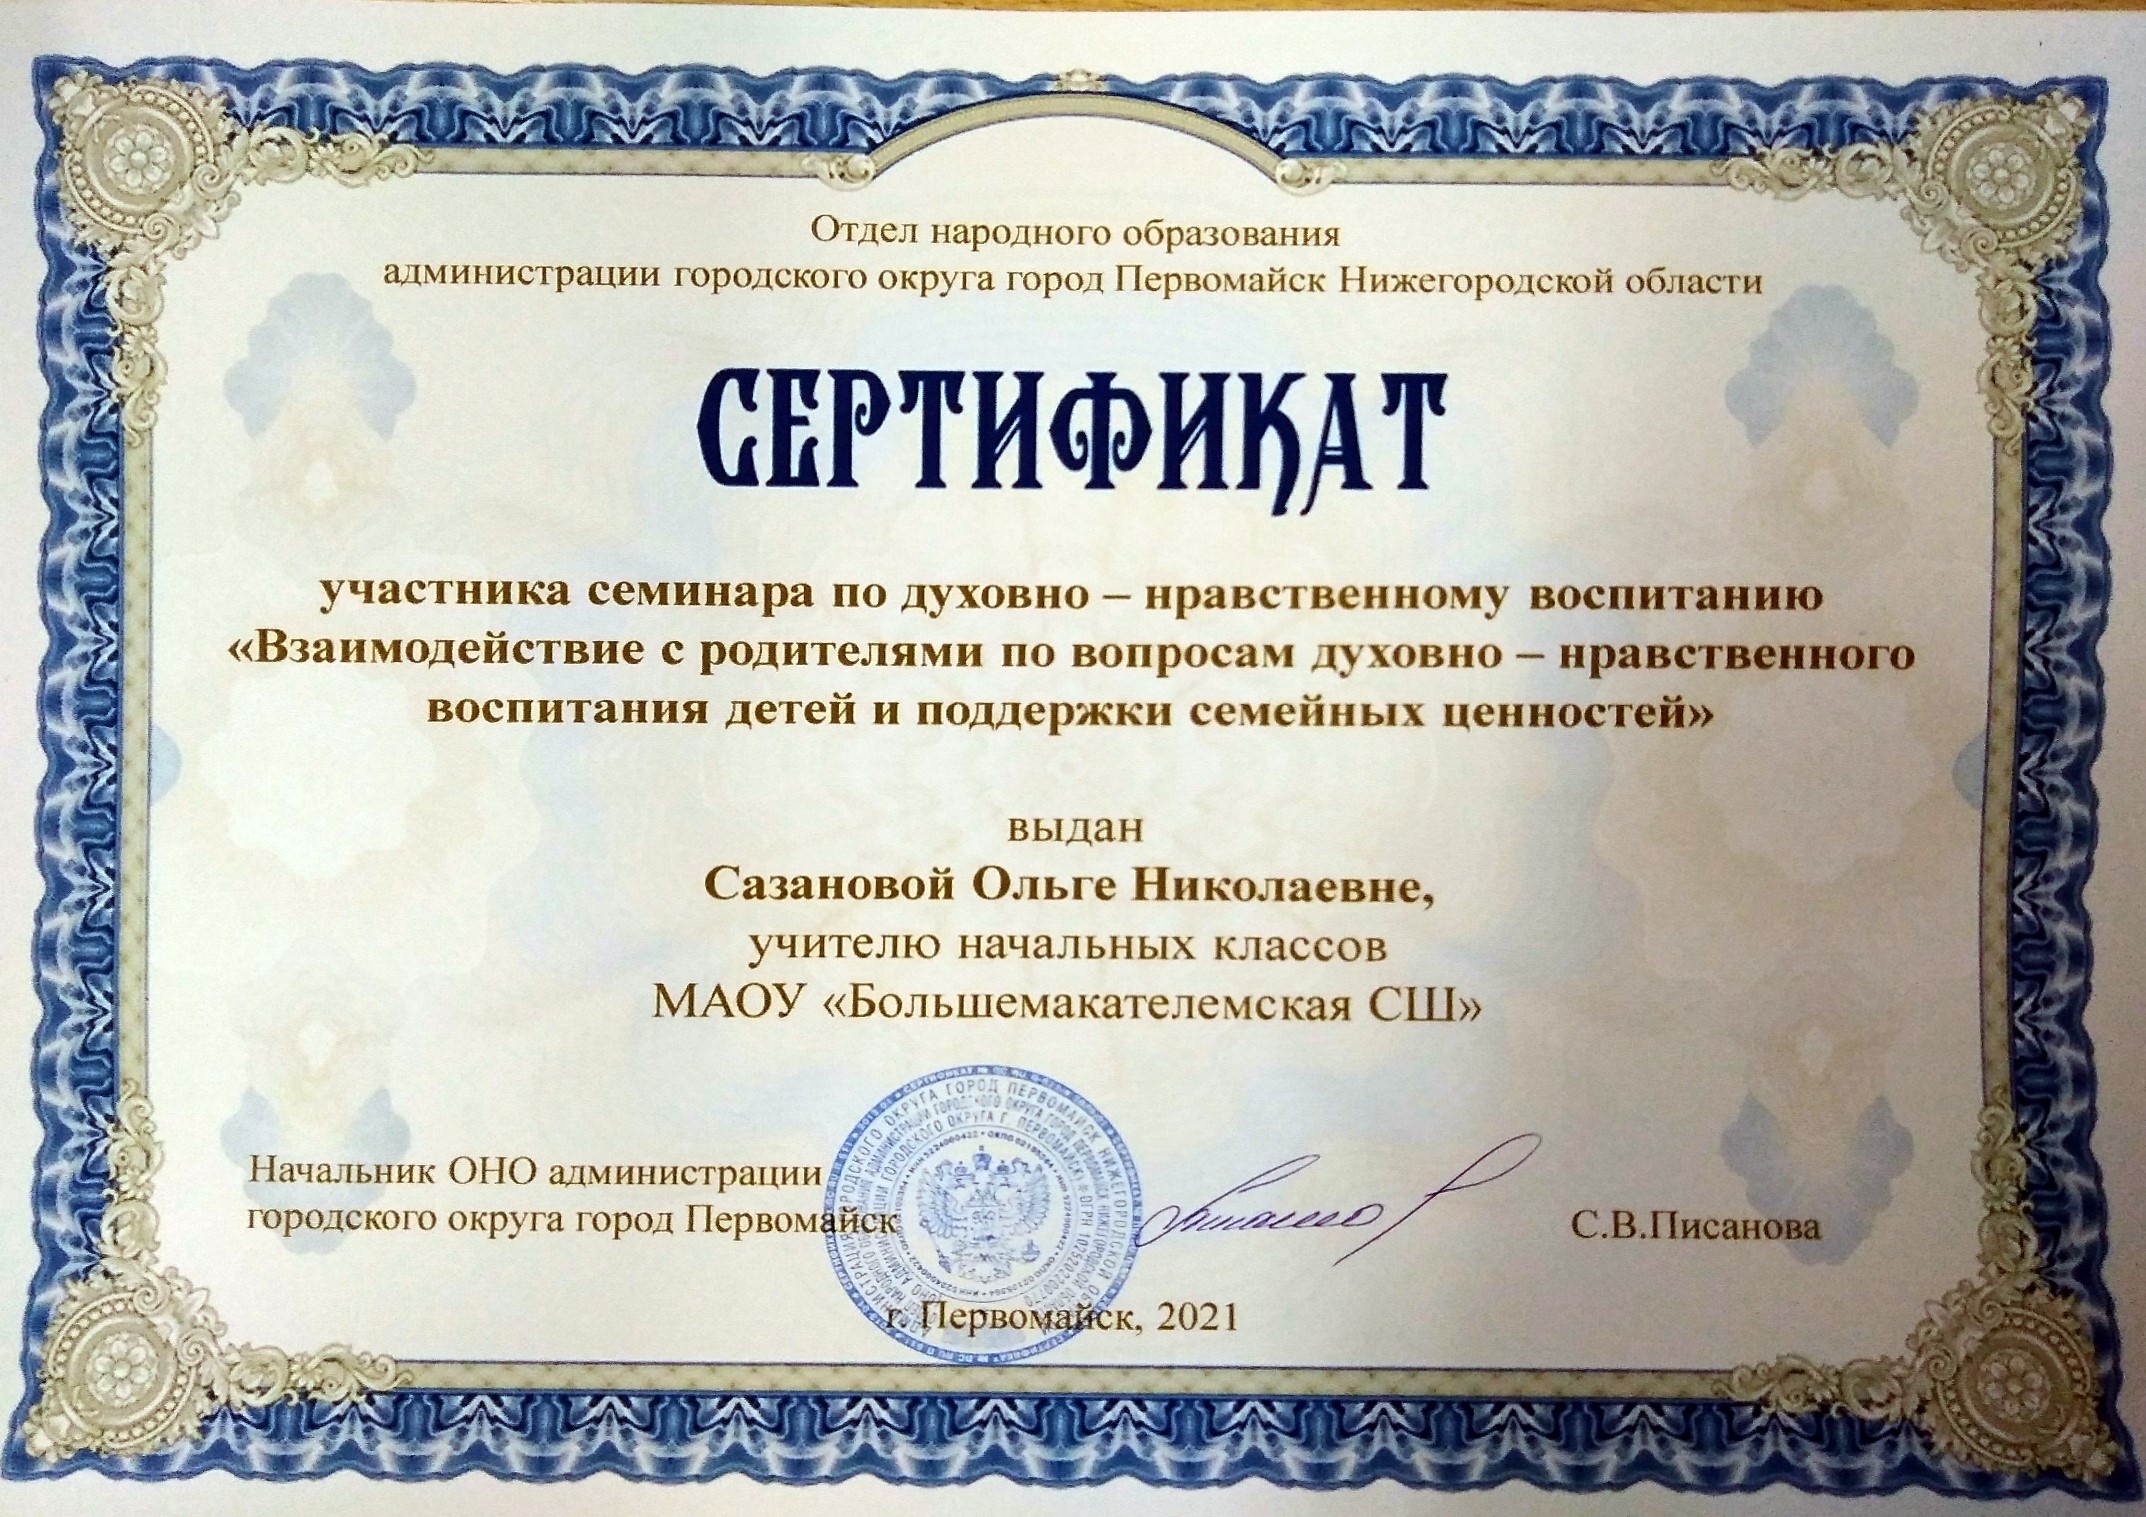 Отдел народного образования
администрации городского округа город Первомайск Нижегородской области
СЕРТИФИКАТ
участника семинара по духовно – нравственному воспитанию
«Взаимодействие с родителями по вопросам духовно – нравственного
воспитания детей и поддержки семейных ценностей»
выдан
Сазановой Ольге Николаевне,
учителю начальных классов
МАОУ «Большемакателемская СШ»
Начальник ОНО администрации
городского округа город Первомайск
С.В.Писанова
г. Первомайск, 2021